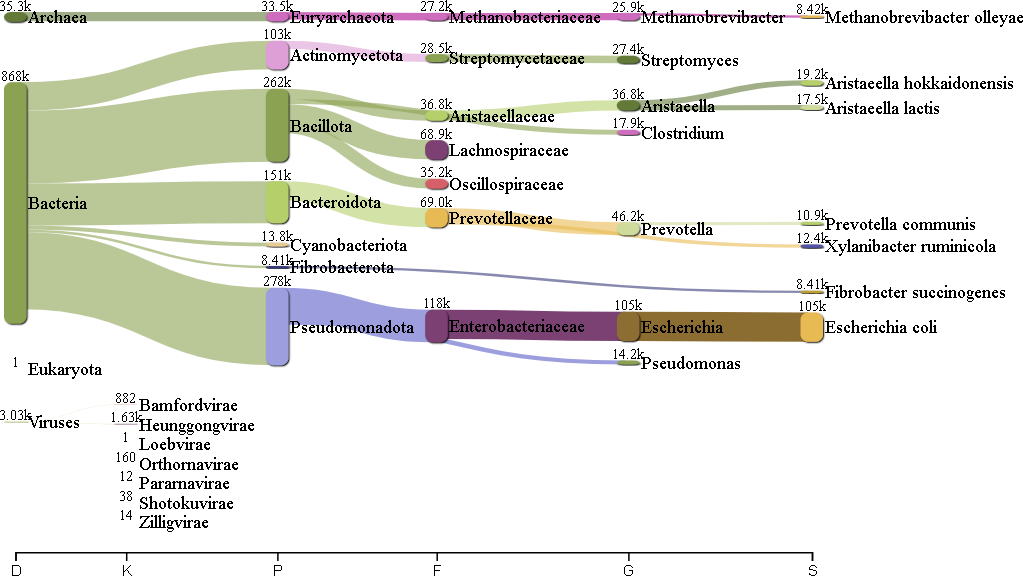 35.3k
Archaea
33.5k
Euryarchaeota
27.2k
Methanobacteriaceae
25.9k
Methanobrevibacter
8.42k
Methanobrevibacter olleyae
103k
Actinomycetota
28.5k
Streptomycetaceae
27.4k
Streptomyces
868k
Bacteria
262k
Bacillota
36.8k
Aristaeellaceae
36.8k
Aristaeella
19.2k
Aristaeella hokkaidonensis
17.5k
Aristaeella lactis
17.9k
Clostridium
68.9k
Lachnospiraceae
35.2k
Oscillospiraceae
151k
Bacteroidota
69.0k
Prevotellaceae
46.2k
Prevotella
10.9k
Prevotella communis
12.4k
Xylanibacter ruminicola
13.8k
Cyanobacteriota
8.41k
Fibrobacterota
8.41k
Fibrobacter succinogenes
278k
Pseudomonadota
118k
Enterobacteriaceae
105k
Escherichia
105k
Escherichia coli
14.2k
Pseudomonas
1
Eukaryota
3.03k
Viruses
882
Bamfordvirae
1.63k
Heunggongvirae
1
Loebvirae
160
Orthornavirae
12
Pararnavirae
38
Shotokuvirae
14
Zilligvirae
D K P F G S